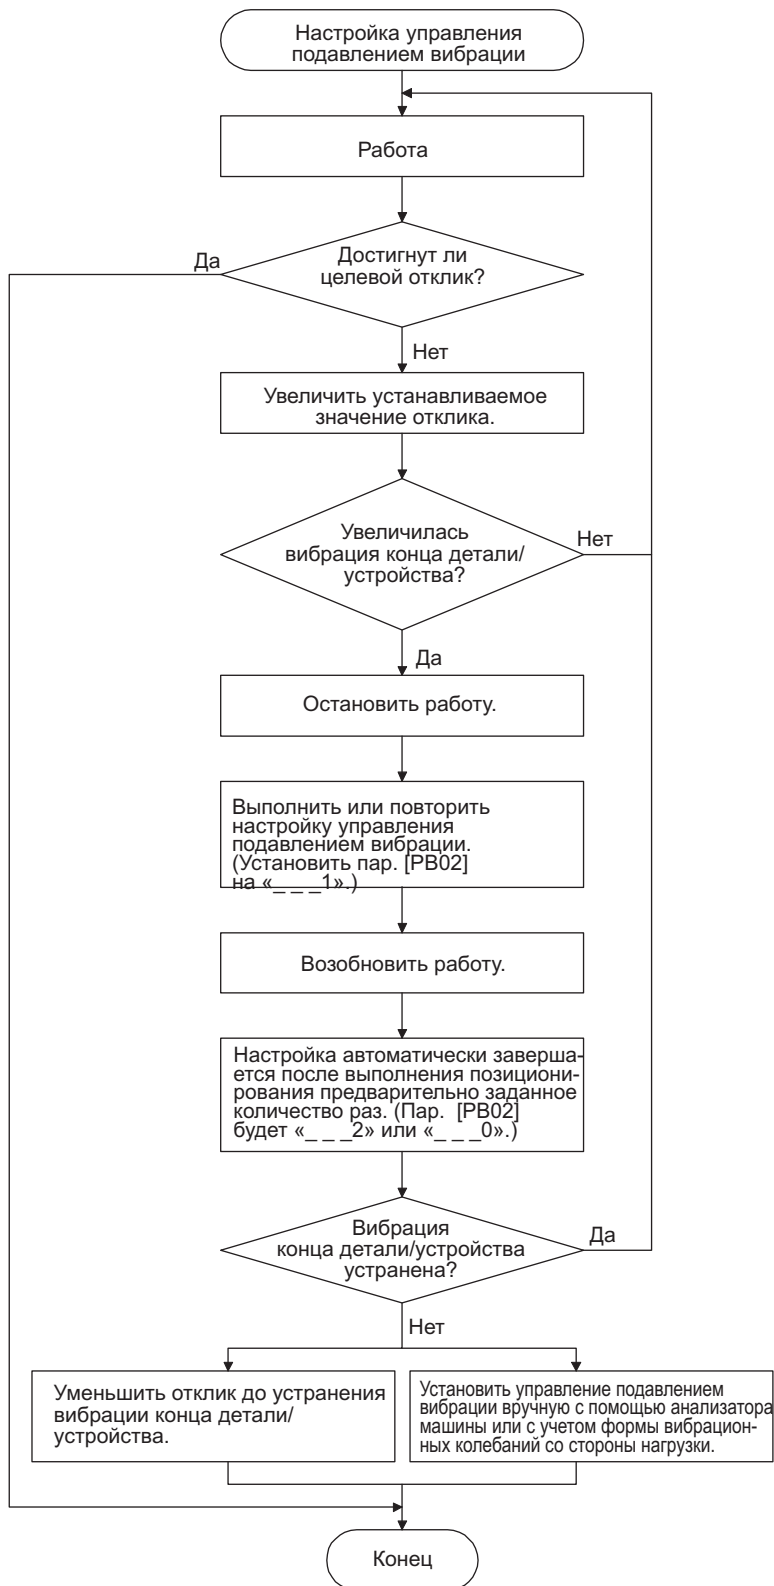 Настройка управления
подавлением вибрации
Работа
Да
Достигнут ли
целевой отклик?
Нет
Увеличить устанавливаемое
значение отклика.
Увеличилась
вибрация конца детали/
устройства?
Нет
Да
Остановить работу.
Выполнить или повторить
настройку управления
подавлением вибрации.
(Установить пар. [PB02]
на «_ _ _1».)
Возобновить работу.
Настройка автоматически заверша-
ется после выполнения позициони-
рования предварительно заданное
количество раз. (Пар. [PB02]
будет «_ _ _2» или «_ _ _0».)
Вибрация
конца детали/устройства
устранена?
Да
Нет
Уменьшить отклик до устранения
вибрации конца детали/
устройства.
Установить управление подавлением
вибрации вручную с помощью анализатора
машины или с учетом формы вибрацион-
ных колебаний со стороны нагрузки.
Конец